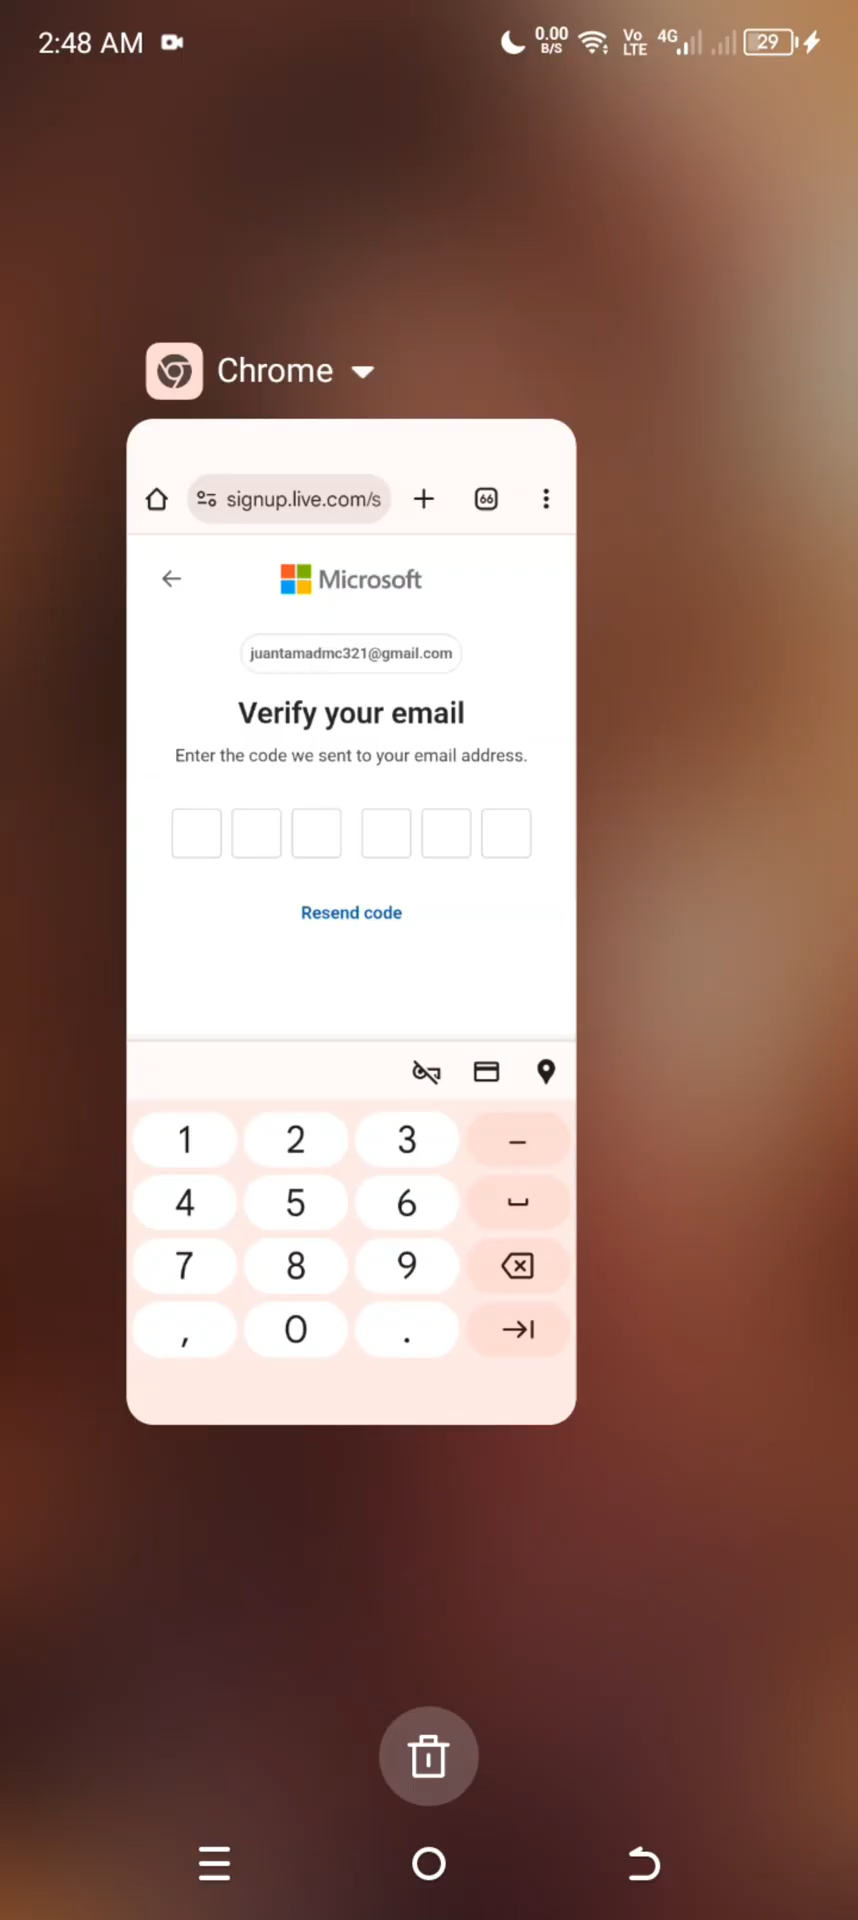 2:48 AM
0.00
B/S
Vo
LTE
4G
29
Chrome
signup.live.com/s
66
Microsoft
juantamadmc321@gmail.com
Verify your email
Enter the code we sent to your email address.
Resend code
1 2 3 –
4 5 6
7 8 9
, 0 .